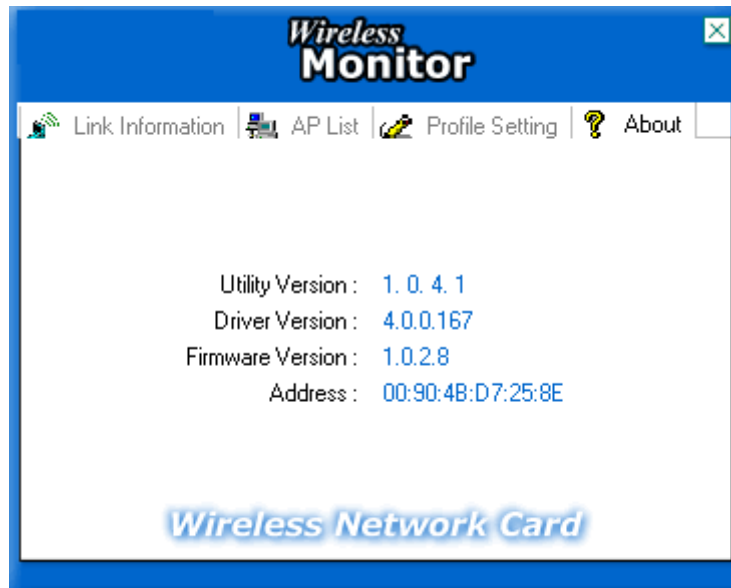 Wireless
Monitor
Link Information AP List Profile Setting About
Utility Version : 1. 0. 4. 1
Driver Version : 4.0.0.167
Firmware Version : 1.0.2.8
Address : 00:90:4B:D7:25:8E
Wireless Network Card